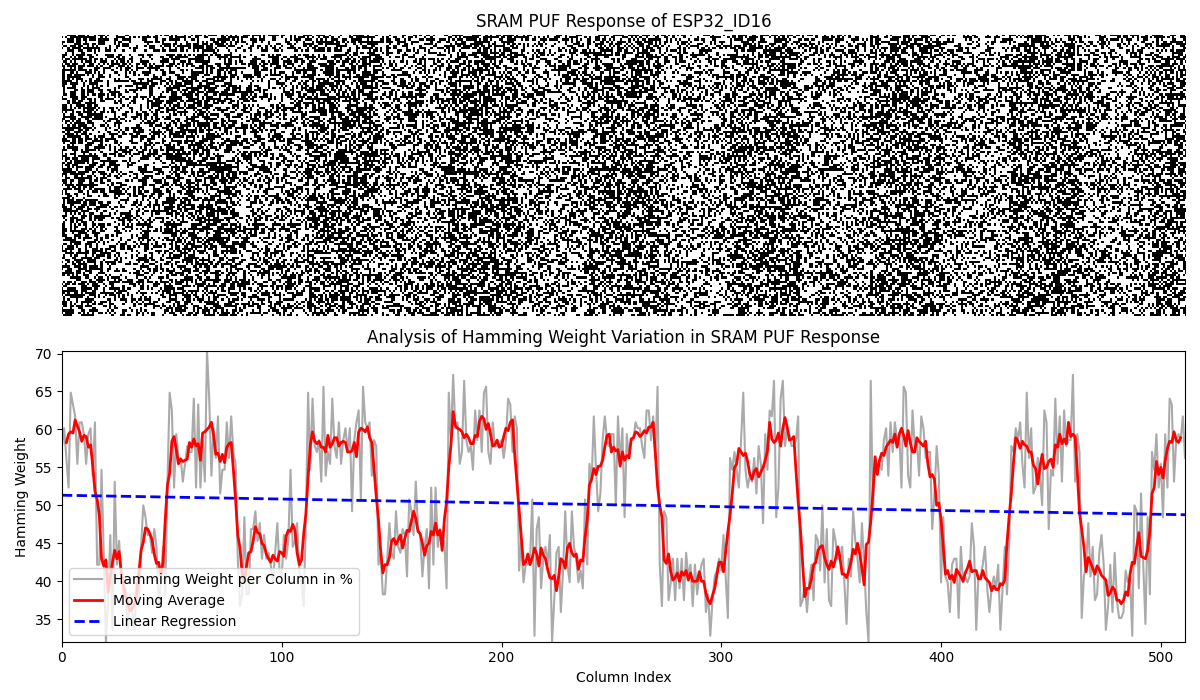 SRAM PUF Response of ESP32_ID16
Analysis of Hamming Weight Variation in SRAM PUF Response
70
65
60
55
50
45
40
35
Hamming Weight
Hamming Weight per Column in %
Moving Average
Linear Regression
0 100 200 300 400 500
Column Index